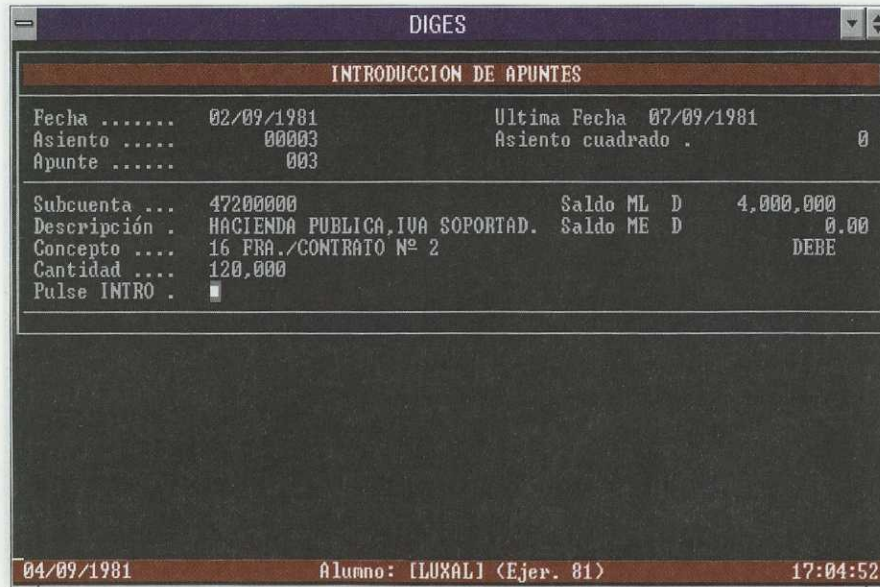 DIGES
INTRODUCCION DE APUNTES
Fecha ....... 02/09/1981 Ultima Fecha 07/09/1981
Asiento ..... 00003 Asiento cuadrado . 0
Apunte ...... 003
Subcuenta ... 47200000 Saldo ML D 4,000,000
Descripción . HACIENDA PUBLICA,IVA SOPORTAD. Saldo ME D 0.00
Concepto .... 16 FRA./CONTRATO Nº 2 DEBE
Cantidad .... 120,000
Pulse INTRO .
04/09/1981 Alumno: [LUXAL] (Ejer. 81) 17:04:52